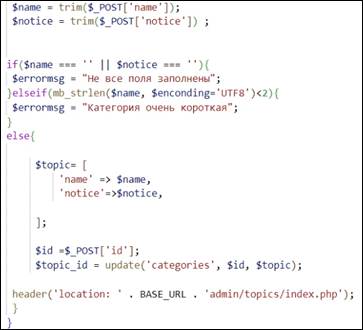 $name = trim($_POST['name']);
$notice = trim($_POST['notice']) ;
if($name === '' || $notice === ''){
$errormsg = "Не все поля заполнены";
}elseif(mb_strlen($name, $enconding='UTF8')<2){
$errormsg = "Категория очень короткая";
}
else{
$topic= [
'name' => $name,
'notice'=>$notice,
];
$id =$_POST['id'];
$topic_id = update('categories', $id, $topic);
header('location: ' . BASE_URL . 'admin/topics/index.php');
}
}